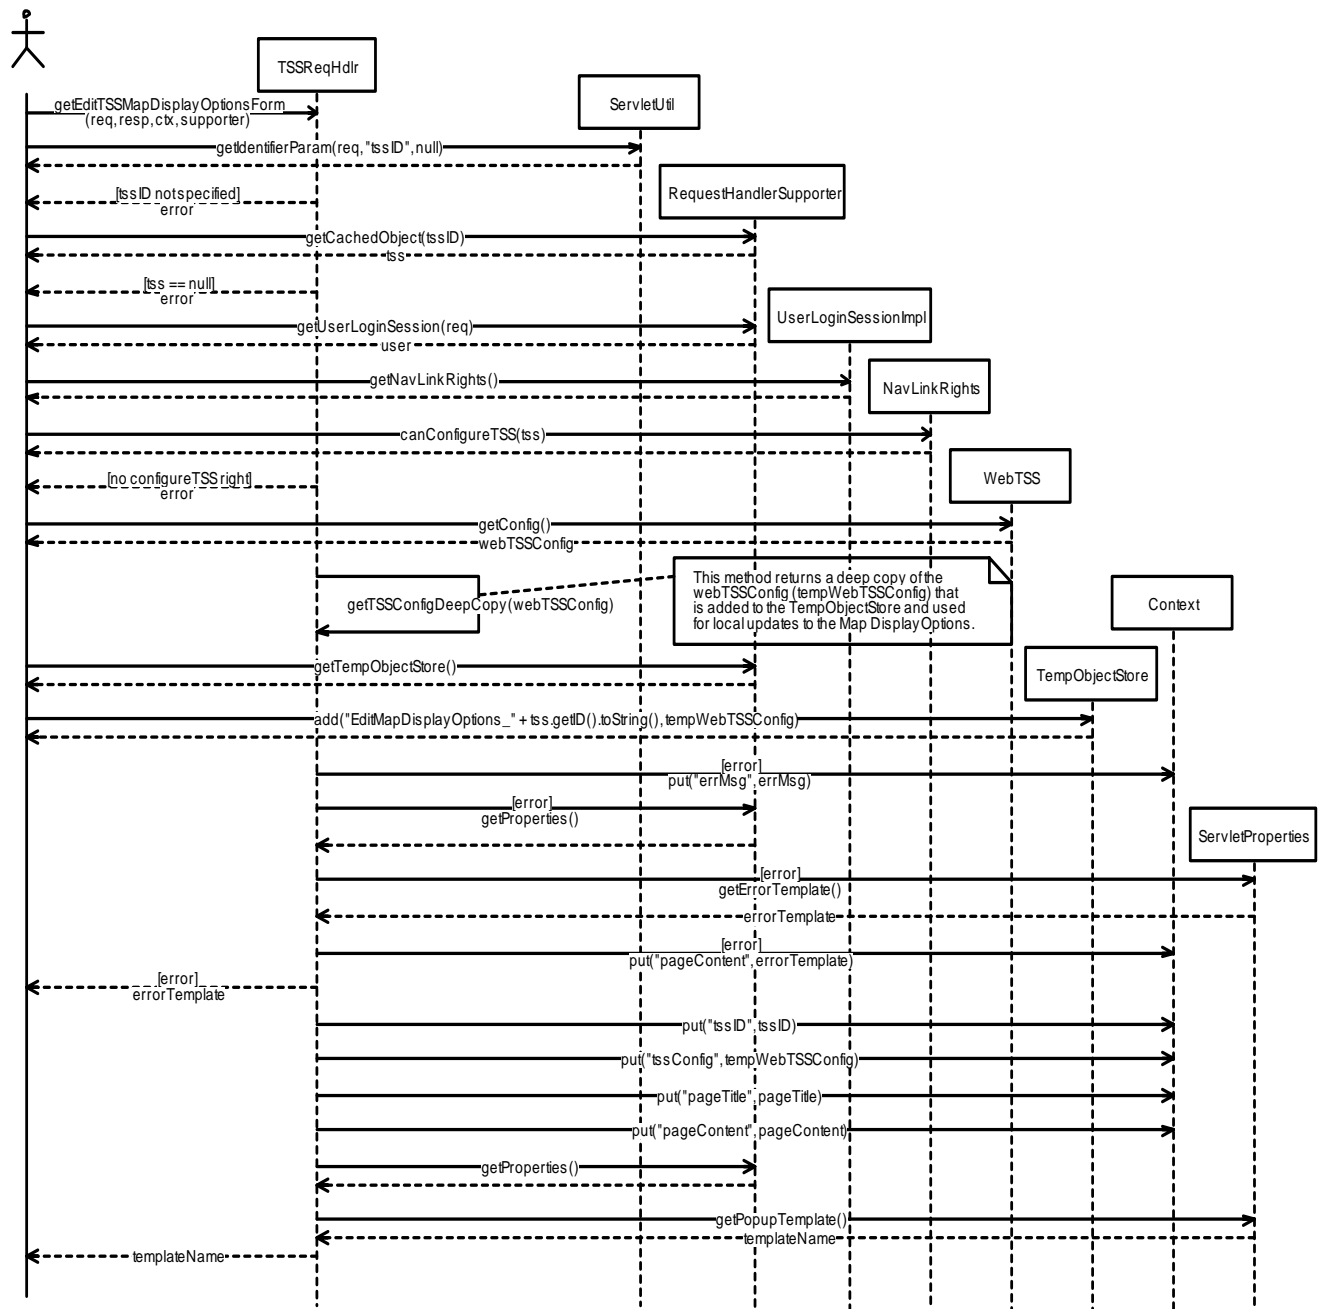 TSSReqHdlr
ServletUtil
getEditTSSMapDisplayOptionsForm
(req, resp, ctx, supporter)
getIdentifierParam(req, "tssID", null)
RequestHandlerSupporter
[tssID not specified]
error
getCachedObject(tssID)
tss
[tss == null]
error
UserLoginSessionImpl
getUserLoginSession(req)
user
getNavLinkRights()
NavLinkRights
canConfigureTSS(tss)
[no configureTSS right]
error
WebTSS
getConfig()
webTSSConfig
This method returns a deep copy of the
webTSSConfig (tempWebTSSConfig) that
is added to the TempObjectStore and used
for local updates to the Map DisplayOptions.
getTSSConfigDeepCopy(webTSSConfig)
Context
getTempObjectStore()
TempObjectStore
add("EditMapDisplayOptions_" + tss.getID().toString(), tempWebTSSConfig)
[error]
put("errMsg", errMsg)
[error]
getProperties()
ServletProperties
[error]
getErrorTemplate()
errorTemplate
[error]
put("pageContent", errorTemplate)
[error]
errorTemplate
put("tssID", tssID)
put("tssConfig", tempWebTSSConfig)
put("pageTitle", pageTitle)
put("pageContent", pageContent)
getProperties()
getPopupTemplate()
templateName
templateName